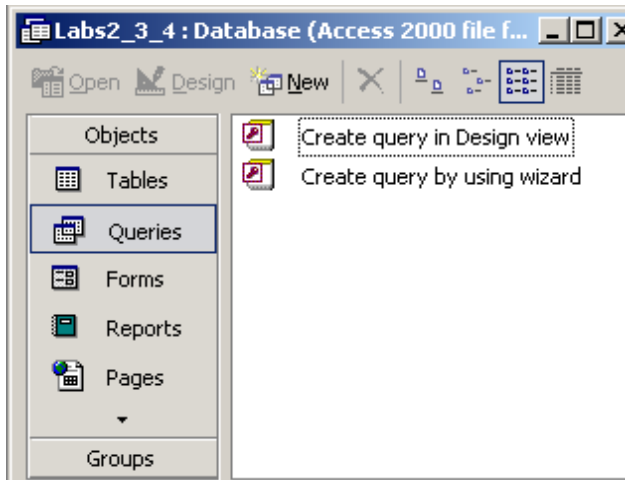 Labs2_3_4 : Database (Access 2000 file f...
Open Design New
Objects
Tables
Queries
Forms
Reports
Pages
Groups
Create query in Design view
Create query by using wizard